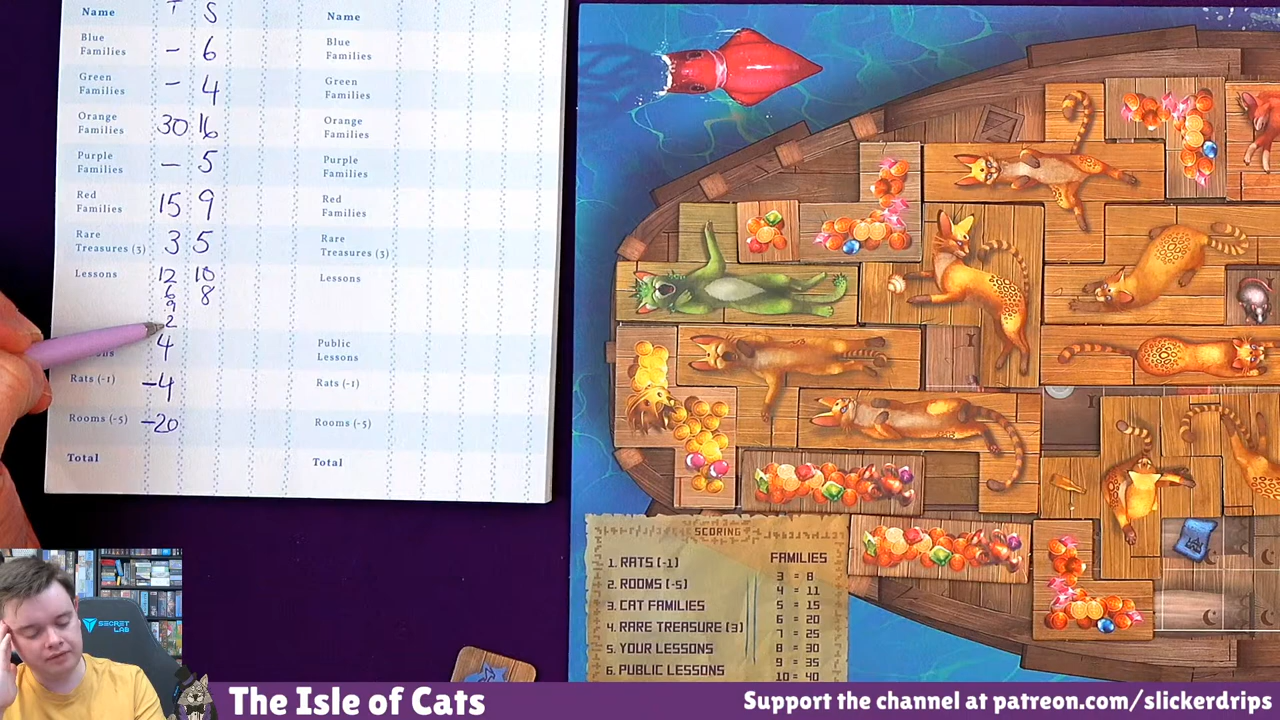 Name T S Name
Blue Families - 6 Blue Families
Green Families - 4 Green Families
Orange Families 30 16 Orange Families
Purple Families - 5 Purple Families
Red Families 15 9 Red Families
Rare Treasures (3) 3 5 Rare Treasures (3)
Lessons 12 10 Lessons
8
2
4 Public Lessons
Rats (-1) -4 Rats (-1)
Rooms (-5) -20 Rooms (-5)
Total Total
SCORING
1. RATS (-1)
2. ROOMS (-5)
3. CAT FAMILIES
4. RARE TREASURE (3)
5. YOUR LESSONS
6. PUBLIC LESSONS
FAMILIES
3 = 8
4 = 11
5 = 15
6 = 20
7 = 25
8 = 30
9 = 35
10 = 40
SECRET LAB
The Isle of Cats
Support the channel at patreon.com/slickerdrips